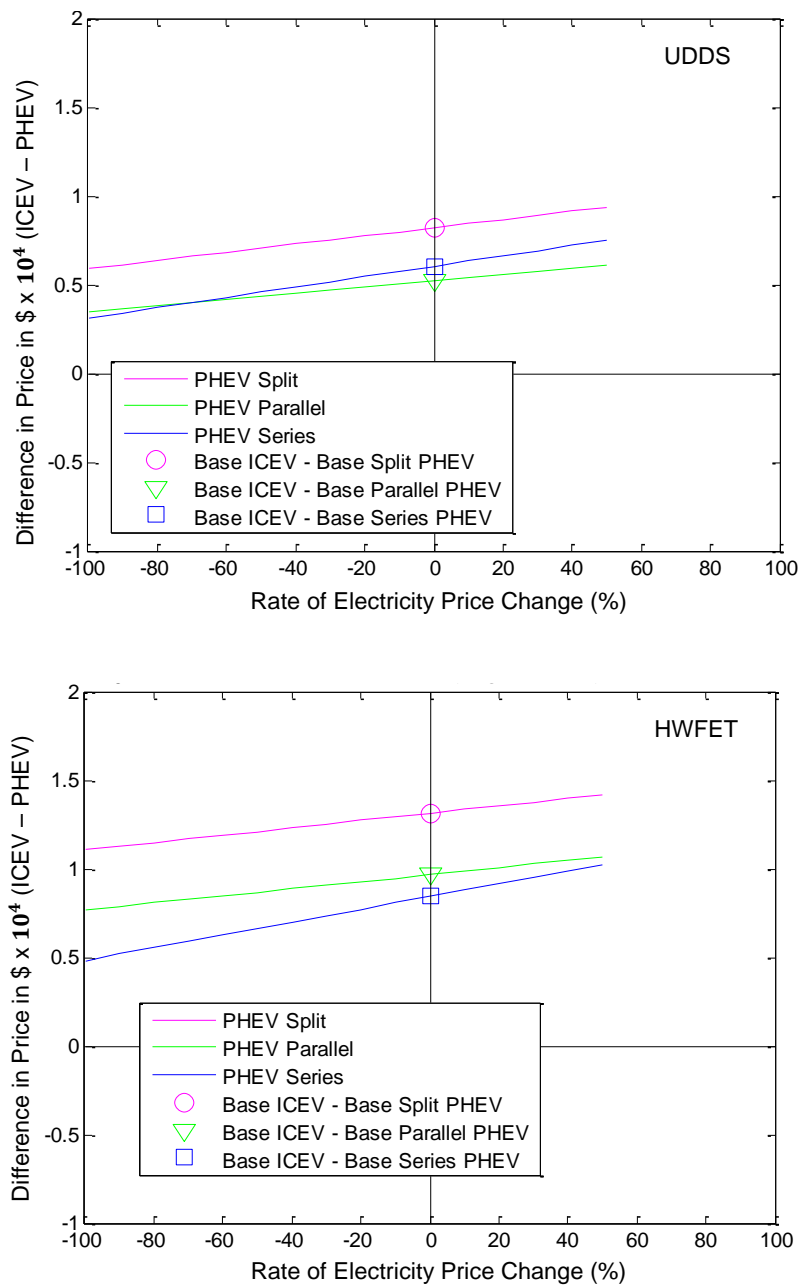 2
1.5
1
0.5
0
-0.5
-1
Difference in Price in $ x 10⁴ (ICEV – PHEV)
UDDS
PHEV Split
PHEV Parallel
PHEV Series
Base ICEV - Base Split PHEV
Base ICEV - Base Parallel PHEV
Base ICEV - Base Series PHEV
-100 -80 -60 -40 -20 0 20 40 60 80 100
Rate of Electricity Price Change (%)
2
1.5
1
0.5
0
-0.5
-1
Difference in Price in $ x 10⁴ (ICEV – PHEV)
HWFET
PHEV Split
PHEV Parallel
PHEV Series
Base ICEV - Base Split PHEV
Base ICEV - Base Parallel PHEV
Base ICEV - Base Series PHEV
-100 -80 -60 -40 -20 0 20 40 60 80 100
Rate of Electricity Price Change (%)